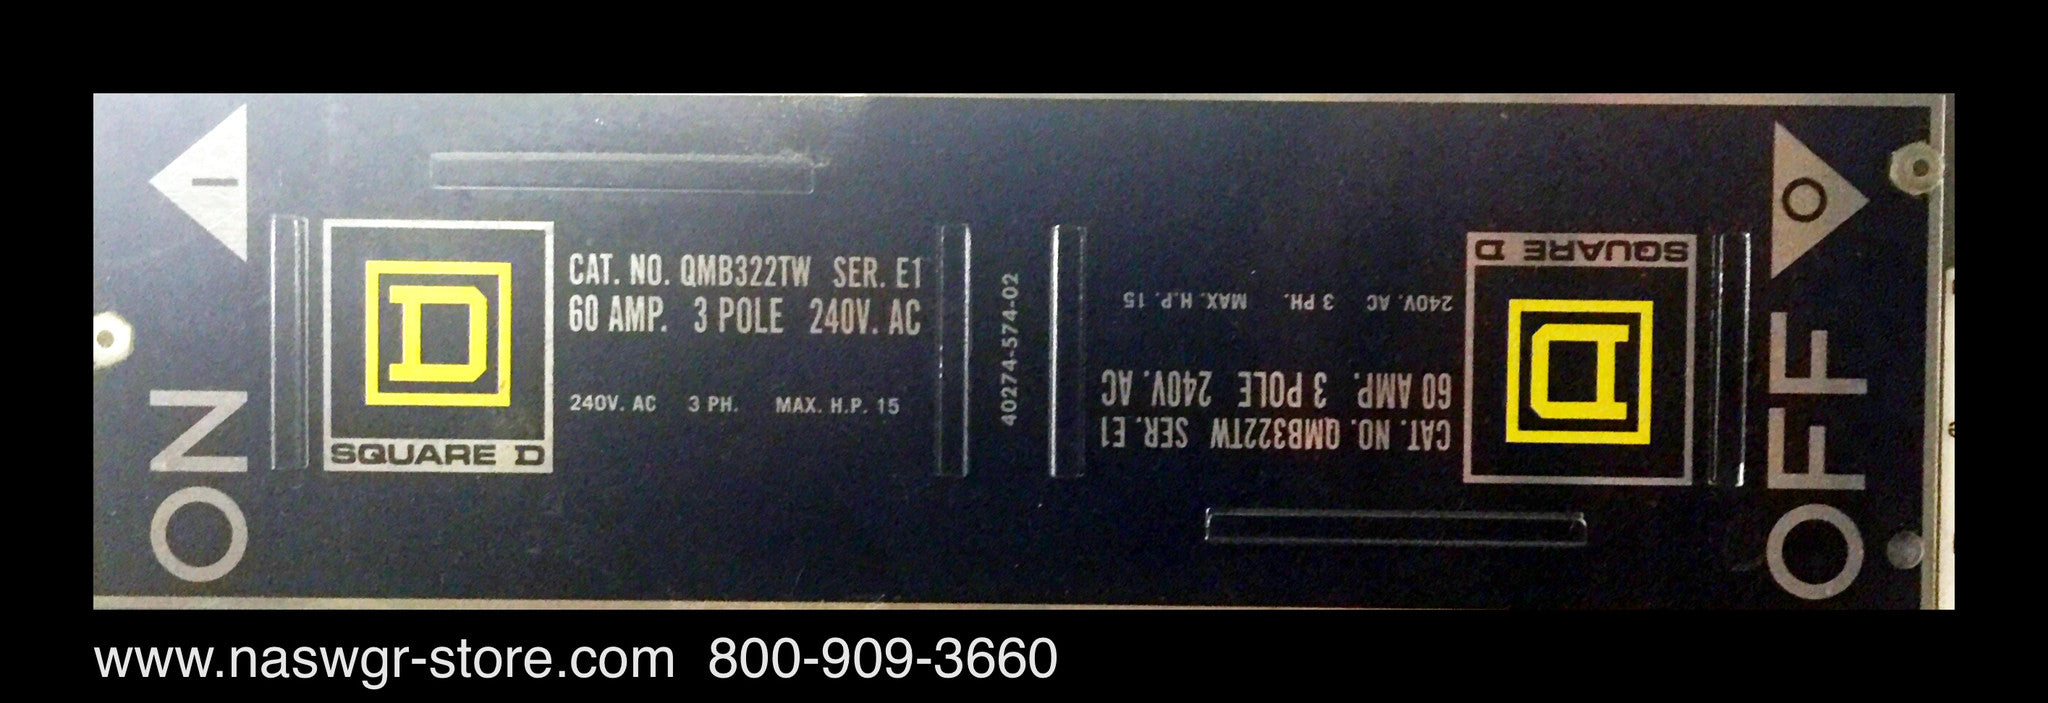 I
ON
SQUARE D
CAT. NO. QMB322TW SER. E1
60 AMP. 3 POLE 240V. AC
240V. AC 3 PH. MAX. H.P. 15
40274-574-02
SQUARE D
CAT. NO. QMB322TW SER. E1
60 AMP. 3 POLE 240V. AC
240V. AC 3 PH. MAX. H.P. 15
O
OFF
www.naswgr-store.com 800-909-3660